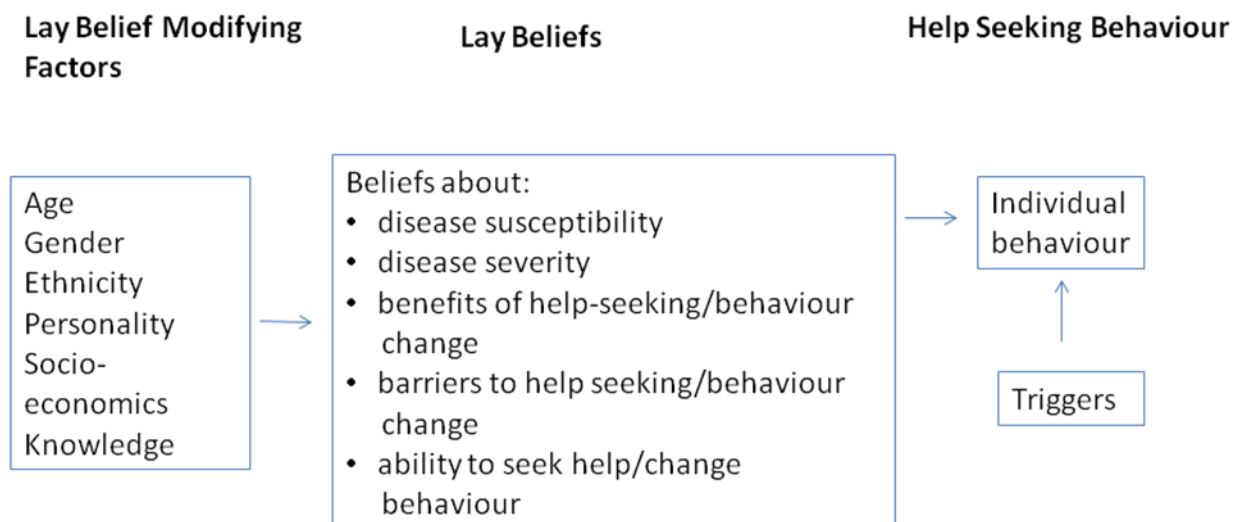 Lay Belief Modifying
Factors
Lay Beliefs
Help Seeking Behaviour
Age
Gender
Ethnicity
Personality
Socio-
economics
Knowledge
Beliefs about:
• disease susceptibility
• disease severity
• benefits of help-seeking/behaviour
change
• barriers to help seeking/behaviour
change
• ability to seek help/change
behaviour
Individual
behaviour
Triggers